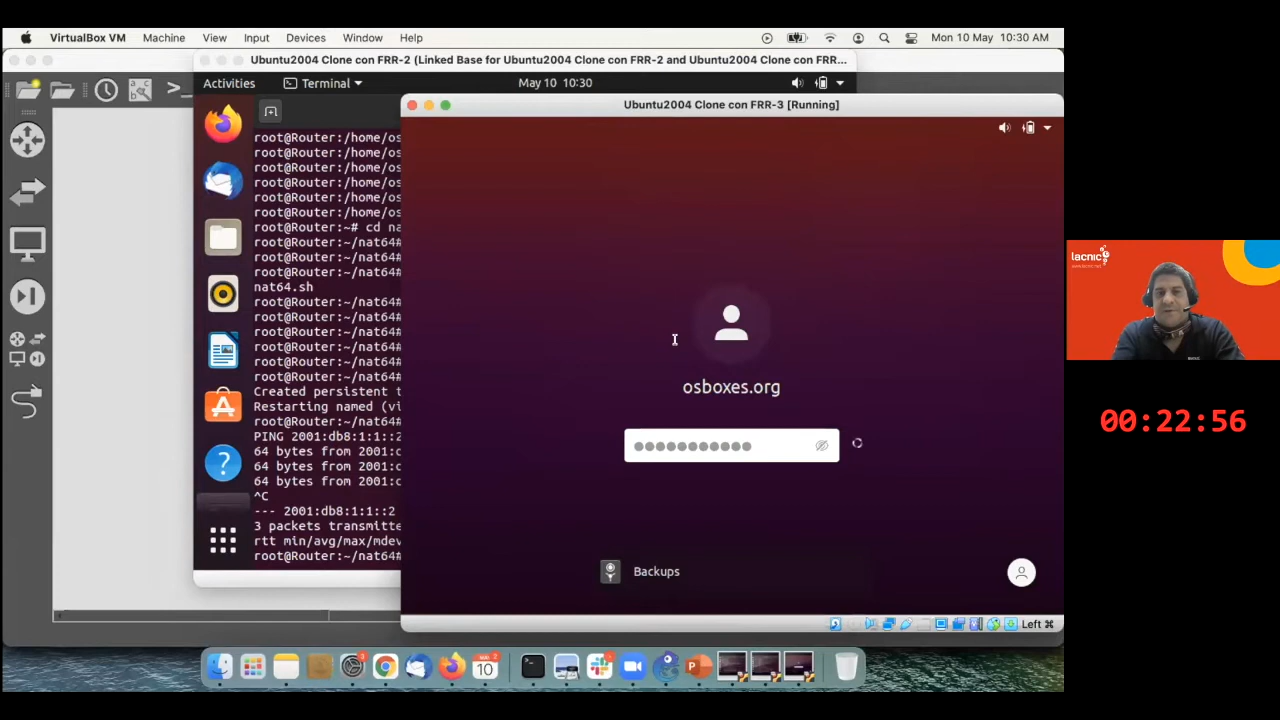 VirtualBox VM Machine View Input Devices Window Help Mon 10 May 10:30 AM
Ubuntu2004 Clone con FRR-2 (Linked Base for Ubuntu2004 Clone con FRR-2 and Ubuntu2004 Clone con FRR...
Activities Terminal May 10 10:30
Ubuntu2004 Clone con FRR-3 [Running]
root@Router:/home/os
root@Router:/home/os
root@Router:/home/os
root@Router:/home/os
root@Router:/home/os
root@Router:/home/os
root@Router:~# cd na
root@Router:~/nat64#
root@Router:~/nat64#
root@Router:~/nat64#
nat64.sh
root@Router:~/nat64#
root@Router:~/nat64#
root@Router:~/nat64#
root@Router:~/nat64#
root@Router:~/nat64#
root@Router:~/nat64#
Created persistent t
Restarting named (vi
root@Router:~/nat64#
PING 2001:db8:1:1::2
64 bytes from 2001:c
64 bytes from 2001:c
64 bytes from 2001:c
^C
--- 2001:db8:1:1::2
3 packets transmitte
rtt min/avg/max/mdev
root@Router:~/nat64#
osboxes.org
Backups
Left ⌘
lacnic
www.lacnic.net
00:22:56
MAY
10